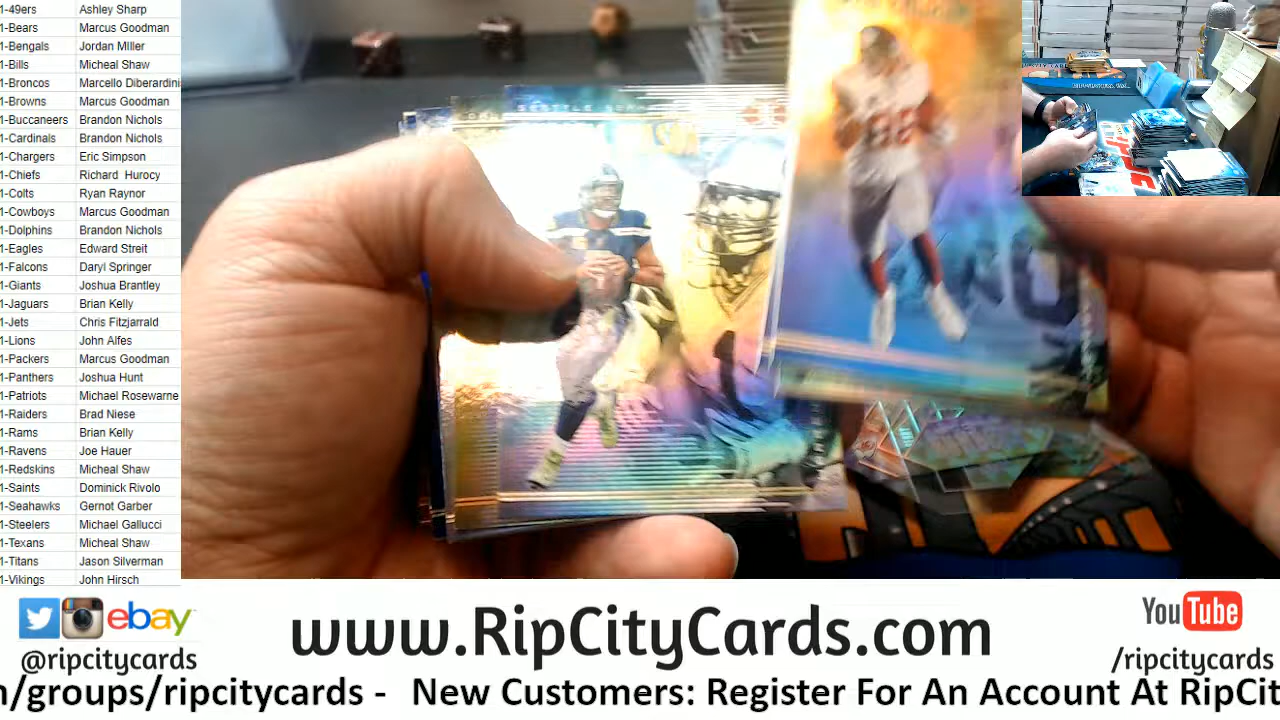 1-49ers Ashley Sharp
1-Bears Marcus Goodman
1-Bengals Jordan MIller
1-Bills Micheal Shaw
1-Broncos Marcello Diberardini
1-Browns Marcus Goodman
1-Buccaneers Brandon Nichols
1-Cardinals Brandon Nichols
1-Chargers Eric Simpson
1-Chiefs Richard Hurocy
1-Colts Ryan Raynor
1-Cowboys Marcus Goodman
1-Dolphins Brandon Nichols
1-Eagles Edward Streit
1-Falcons Daryl Springer
1-Giants Joshua Brantley
1-Jaguars Brian Kelly
1-Jets Chris Fitzjarrald
1-Lions John Alfes
1-Packers Marcus Goodman
1-Panthers Joshua Hunt
1-Patriots Michael Rosewarne
1-Raiders Brad Niese
1-Rams Brian Kelly
1-Ravens Joe Hauer
1-Redskins Micheal Shaw
1-Saints Dominick Rivolo
1-Seahawks Gernot Garber
1-Steelers Michael Gallucci
1-Texans Micheal Shaw
1-Titans Jason Silverman
1-Vikings John Hirsch
ebay
@ripcitycards
www.RipCityCards.com
YouTube
/ripcitycards
n/groups/ripcitycards - New Customers: Register For An Account At RipCit